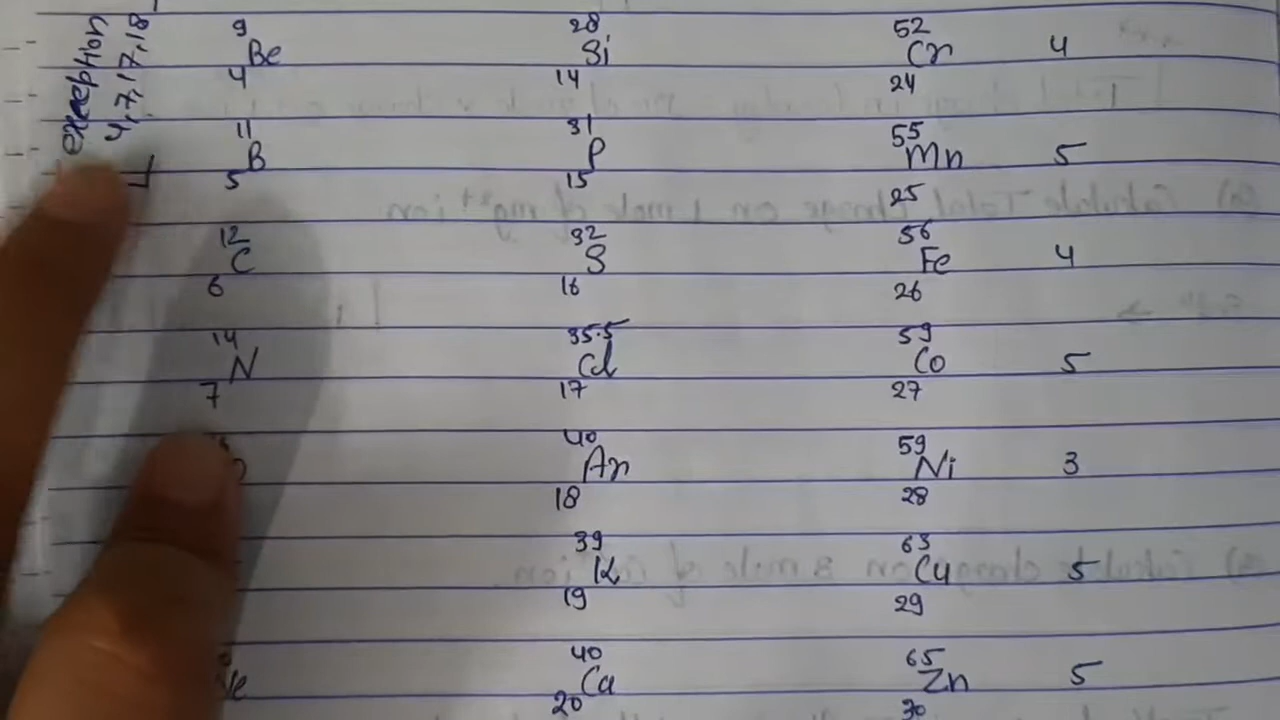 exception
4,7,17,18
9 28 52
Be Si Cr 4
4 14 24
11 31 55
B P Mn 5
5 15 25
12 32 56
C S Fe 4
6 16 26
14 35.5 59
N Cl Co 5
7 17 27
40 59
Ar Ni 3
18 28
39 63
K Cu 5
19 29
40 65
Ca Zn 5
20 30